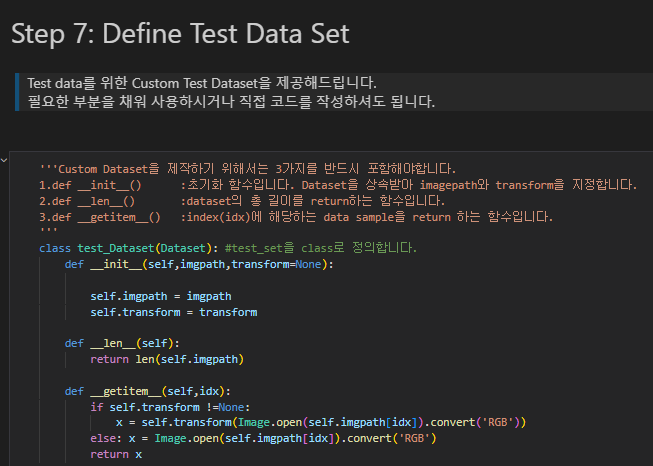 Step 7: Define Test Data Set
Test data를 위한 Custom Test Dataset을 제공해드립니다.
필요한 부분을 채워 사용하시거나 직접 코드를 작성하셔도 됩니다.
'''Custom Dataset을 제작하기 위해서는 3가지를 반드시 포함해야합니다.
1.def __init__()      :초기화 함수입니다. Dataset을 상속받아 imagepath와 transform을 지정합니다.
2.def __len__()       :dataset의 총 길이를 return하는 함수입니다.
3.def __getitem__()   :index(idx)에 해당하는 data sample을 return 하는 함수입니다.
'''
class test_Dataset(Dataset): #test_set을 class로 정의합니다.
    def __init__(self,imgpath,transform=None):
        self.imgpath = imgpath
        self.transform = transform
    def __len__(self):
        return len(self.imgpath)
    def __getitem__(self,idx):
        if self.transform !=None:
            x = self.transform(Image.open(self.imgpath[idx]).convert('RGB'))
        else: x = Image.open(self.imgpath[idx]).convert('RGB')
        return x